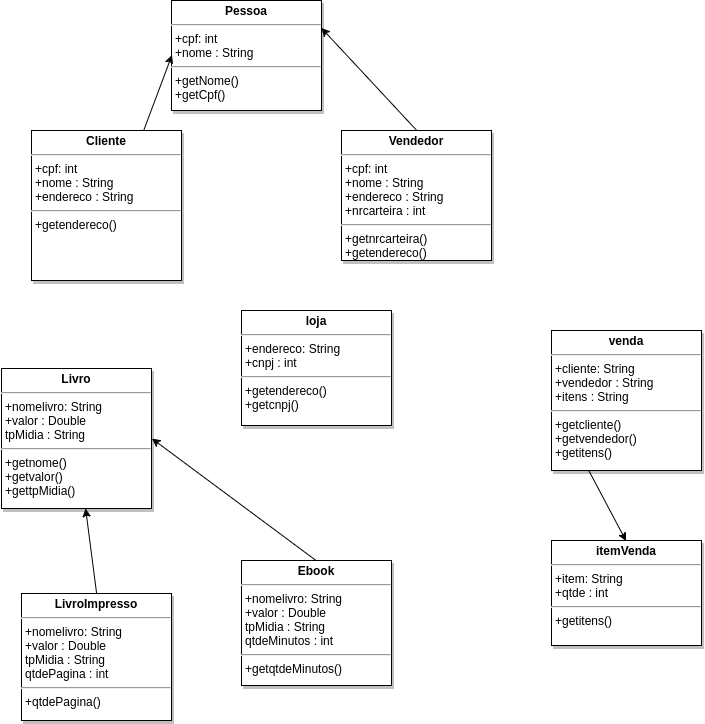 Pessoa
+cpf: int
+nome : String
+getNome()
+getCpf()
Cliente
+cpf: int
+nome : String
+endereco : String
+getendereco()
Vendedor
+cpf: int
+nome : String
+endereco : String
+nrcarteira : int
+getnrcarteira()
+getendereco()
loja
+endereco: String
+cnpj : int
+getendereco()
+getcnpj()
venda
+cliente: String
+vendedor : String
+itens : String
+getcliente()
+getvendedor()
+getitens()
Livro
+nomelivro: String
+valor : Double
tpMidia : String
+getnome()
+getvalor()
+gettpMidia()
itemVenda
+item: String
+qtde : int
+getitens()
Ebook
+nomelivro: String
+valor : Double
tpMidia : String
qtdeMinutos : int
+getqtdeMinutos()
LivroImpresso
+nomelivro: String
+valor : Double
tpMidia : String
qtdePagina : int
+qtdePagina()